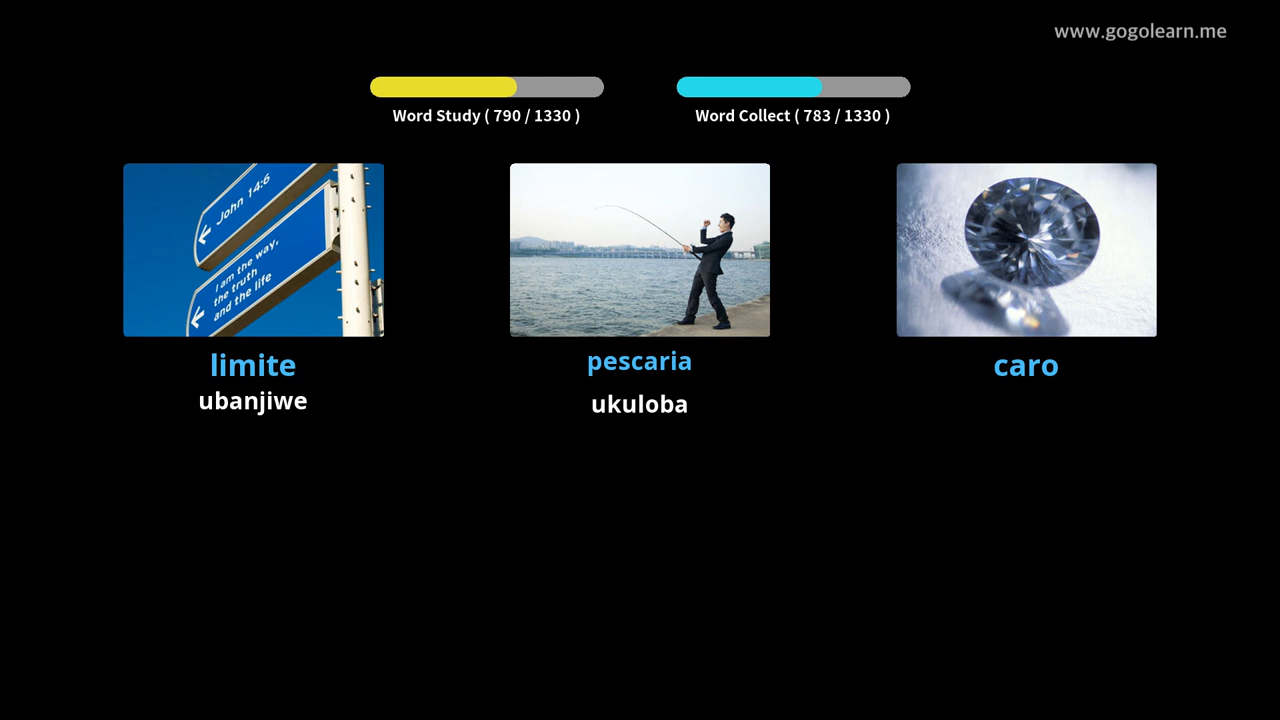 www.gogolearn.me
Word Study ( 790 / 1330 )
Word Collect ( 783 / 1330 )
John 14:6
I am the way,
the truth
and the life
limite
ubanjiwe
pescaria
ukuloba
caro